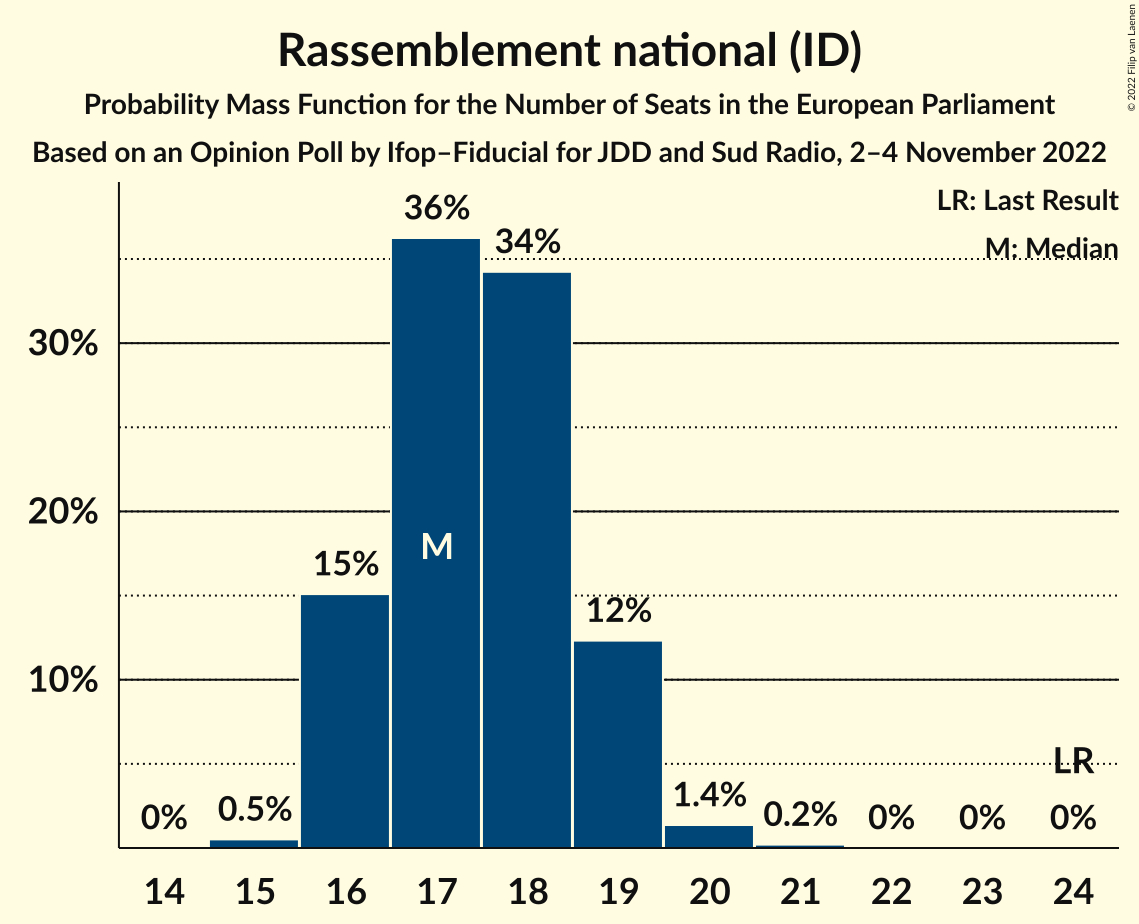 Rassemblement national (ID)
Probability Mass Function for the Number of Seats in the European Parliament
Based on an Opinion Poll by Ifop–Fiducial for JDD and Sud Radio, 2–4 November 2022
© 2022 Filip van Laenen
LR: Last Result
M: Median
36%
34%
30%
20%
M
15%
12%
10%
LR
0%
0.5%
1.4%
0.2%
0%
0%
0%
14 15 16 17 18 19 20 21 22 23 24